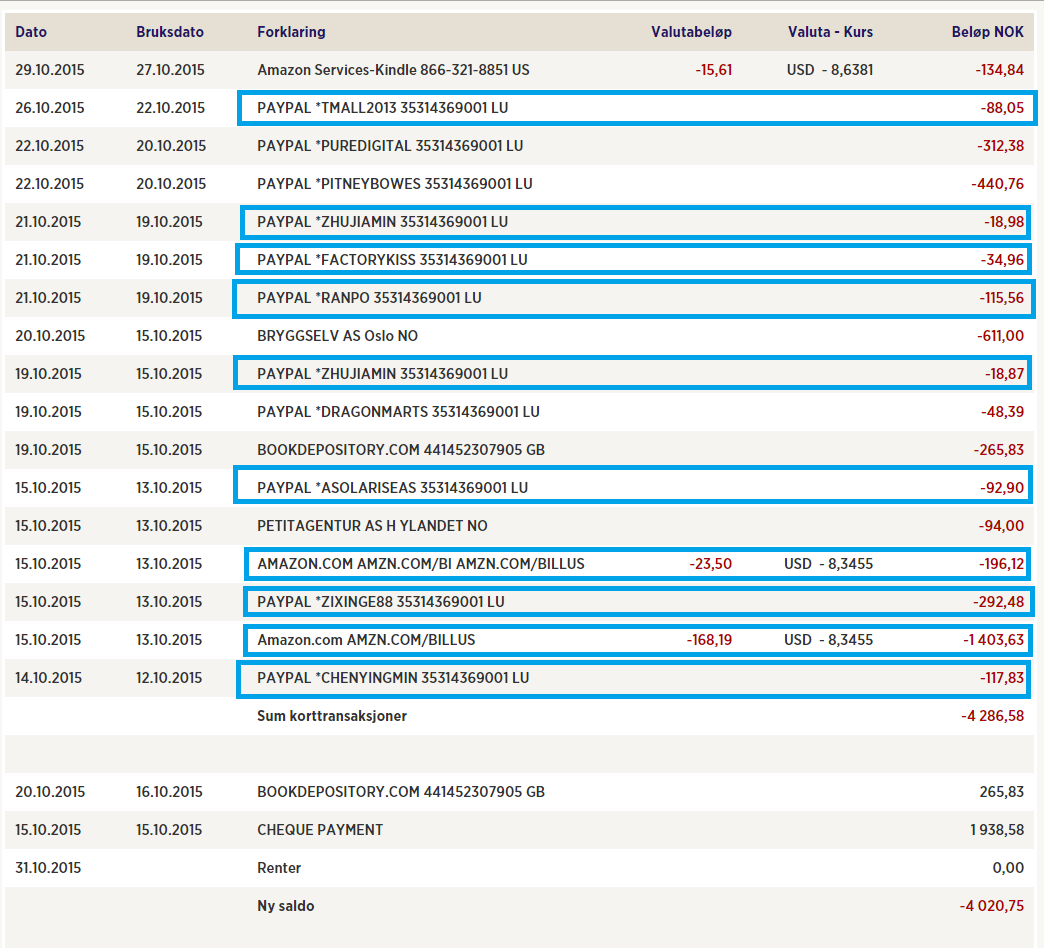 Dato Bruksdato Forklaring Valutabeløp Valuta - Kurs Beløp NOK
29.10.2015 27.10.2015 Amazon Services-Kindle 866-321-8851 US -15,61 USD - 8,6381 -134,84
26.10.2015 22.10.2015 PAYPAL *TMALL2013 35314369001 LU -88,05
22.10.2015 20.10.2015 PAYPAL *PUREDIGITAL 35314369001 LU -312,38
22.10.2015 20.10.2015 PAYPAL *PITNEYBOWES 35314369001 LU -440,76
21.10.2015 19.10.2015 PAYPAL *ZHUJIAMIN 35314369001 LU -18,98
21.10.2015 19.10.2015 PAYPAL *FACTORYKISS 35314369001 LU -34,96
21.10.2015 19.10.2015 PAYPAL *RANPO 35314369001 LU -115,56
20.10.2015 15.10.2015 BRYGGSELV AS Oslo NO -611,00
19.10.2015 15.10.2015 PAYPAL *ZHUJIAMIN 35314369001 LU -18,87
19.10.2015 15.10.2015 PAYPAL *DRAGONMARTS 35314369001 LU -48,39
19.10.2015 15.10.2015 BOOKDEPOSITORY.COM 441452307905 GB -265,83
15.10.2015 13.10.2015 PAYPAL *ASOLARISEAS 35314369001 LU -92,90
15.10.2015 13.10.2015 PETITAGENTUR AS H YLANDET NO -94,00
15.10.2015 13.10.2015 AMAZON.COM AMZN.COM/BI AMZN.COM/BILLUS -23,50 USD - 8,3455 -196,12
15.10.2015 13.10.2015 PAYPAL *ZIXINGE88 35314369001 LU -292,48
15.10.2015 13.10.2015 Amazon.com AMZN.COM/BILLUS -168,19 USD - 8,3455 -1 403,63
14.10.2015 12.10.2015 PAYPAL *CHENYINGMIN 35314369001 LU -117,83
Sum korttransaksjoner -4 286,58
20.10.2015 16.10.2015 BOOKDEPOSITORY.COM 441452307905 GB 265,83
15.10.2015 15.10.2015 CHEQUE PAYMENT 1 938,58
31.10.2015 Renter 0,00
Ny saldo -4 020,75